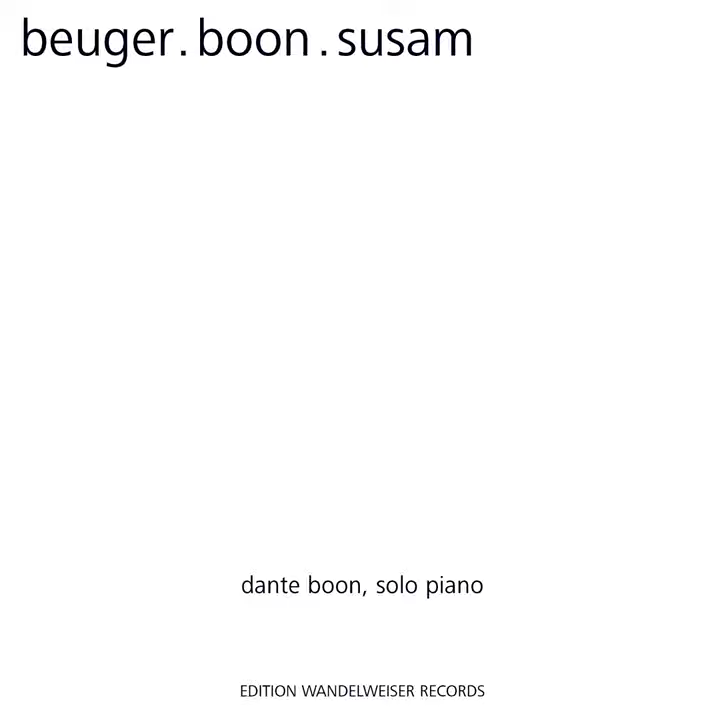 beuger . boon . susam
dante boon, solo piano
EDITION WANDELWEISER RECORDS